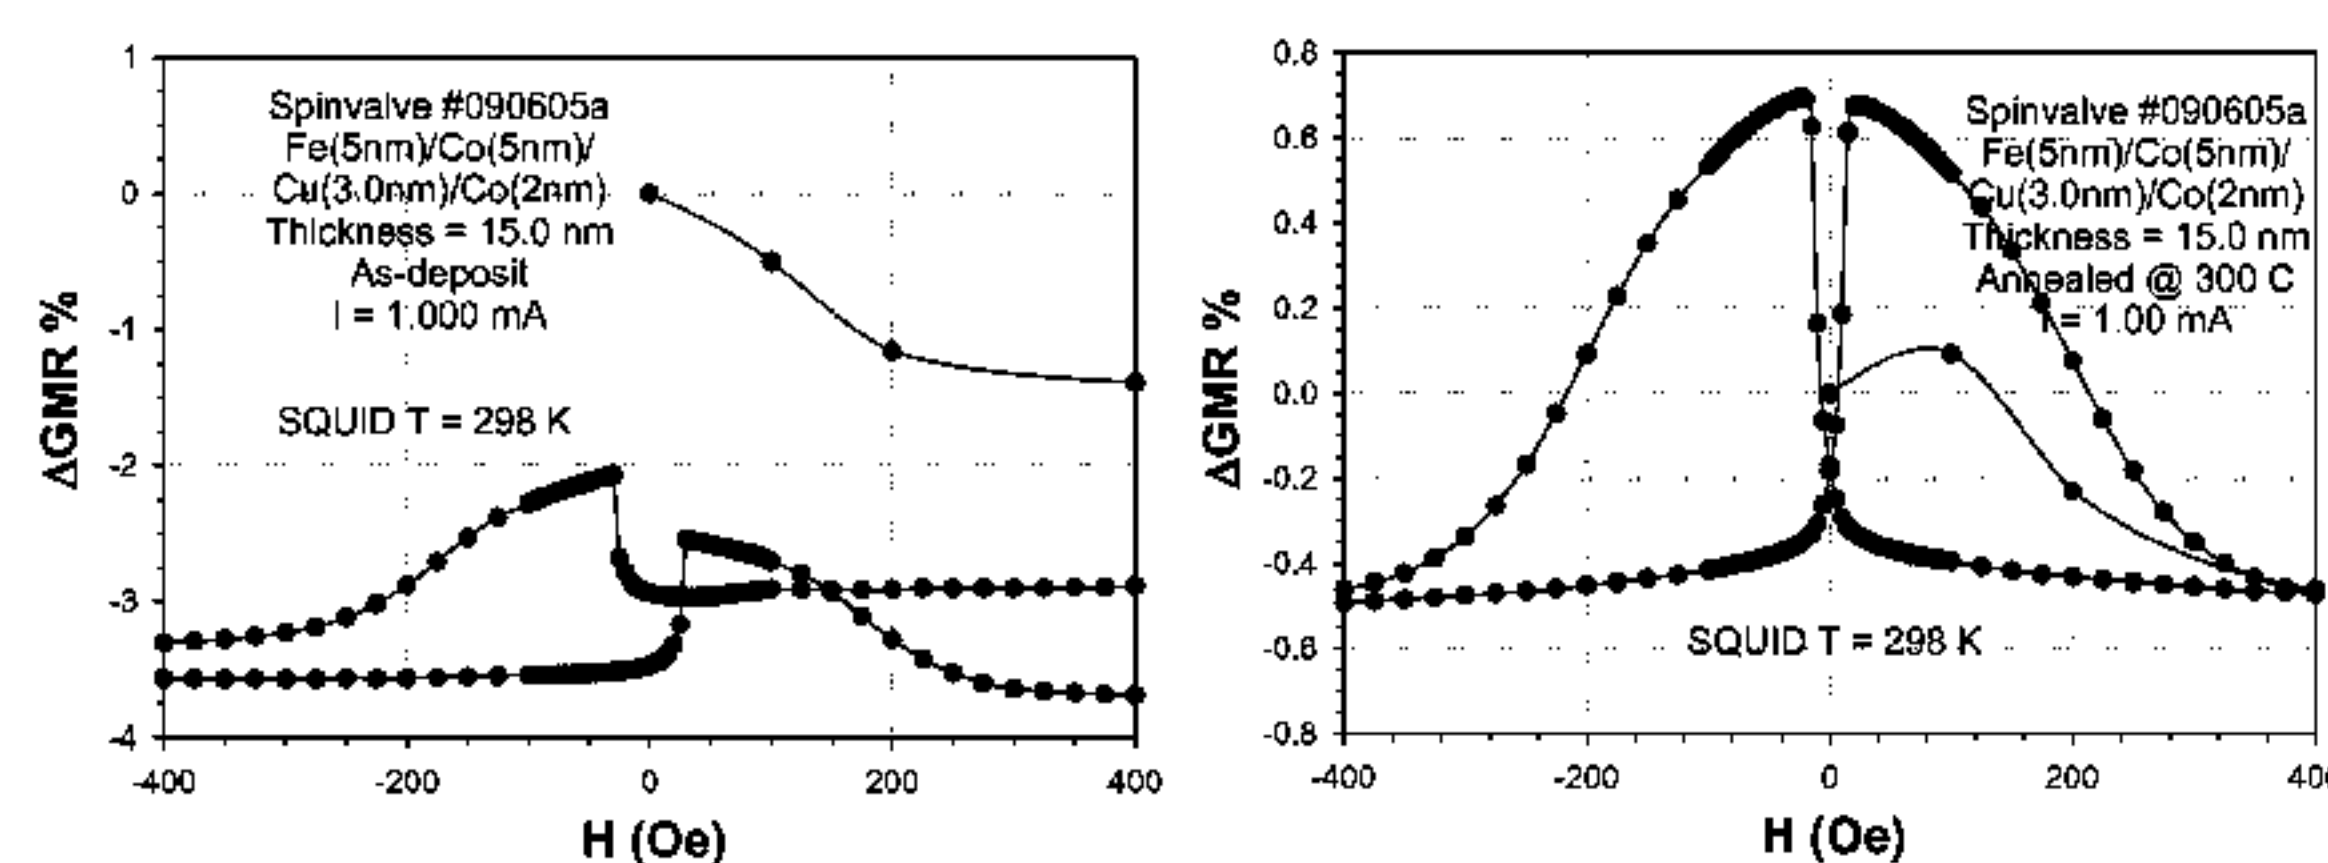 1
0
-1
-2
-3
-4
ΔGMR %
Spinvalve #090605a
Fe(5nm)/Co(5nm)/
Cu(3.0nm)/Co(2nm)
Thickness = 15.0 nm
As-deposit
I = 1.000 mA
SQUID T = 298 K
-400
-200
0
200
400
H (Oe)
0.8
0.6
0.4
0.2
0.0
-0.2
-0.4
-0.6
-0.8
ΔGMR %
Spinvalve #090605a
Fe(5nm)/Co(5nm)/
Cu(3.0nm)/Co(2nm)
Thickness = 15.0 nm
Annealed @ 300 C
I = 1.00 mA
SQUID T = 298 K
-400
-200
0
200
H (Oe)